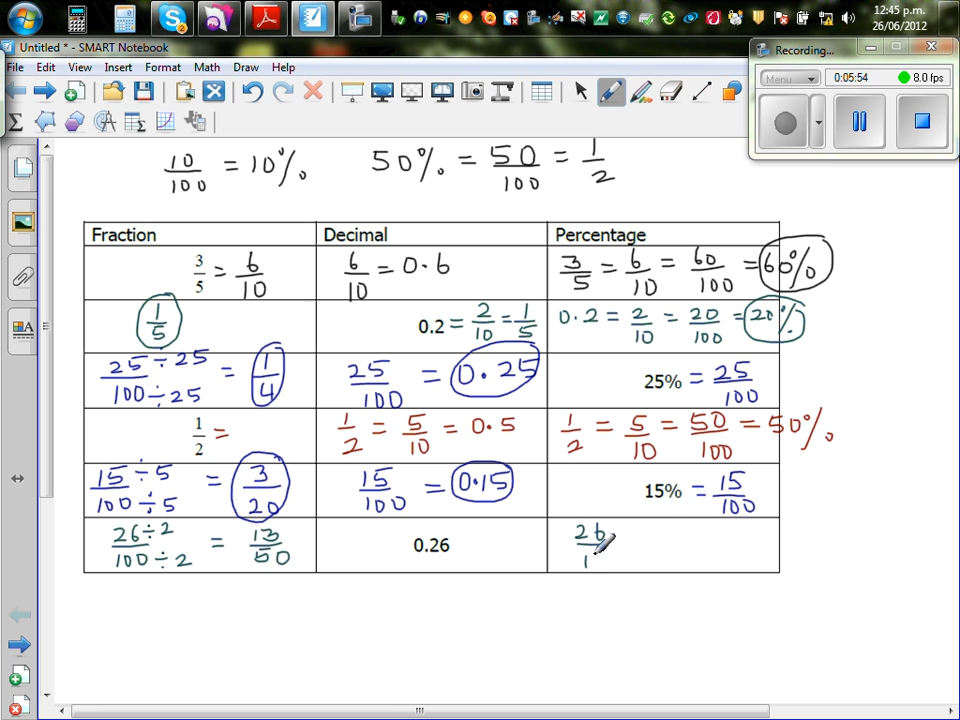 12:45 p.m.
26/06/2012
Untitled * - SMART Notebook
File Edit View Insert Format Math Draw Help
Recording...
Menu
0:05:54
8.0 fps
10/100 = 10% 50% = 50/100 = 1/2
Fraction Decimal Percentage
3/5 = 6/10 6/10 = 0.6 3/5 = 6/10 = 60/100 = 60%
1/5 0.2 = 2/10 = 1/5 0.2 = 2/10 = 20/100 = 20%
25÷25/100÷25 = 1/4 25/100 = 0.25 25% = 25/100
1/2 = 1/2 = 5/10 = 0.5 1/2 = 5/10 = 50/100 = 50%
15÷5/100÷5 = 3/20 15/100 = 0.15 15% = 15/100
26÷2/100÷2 = 13/50 0.26 26/1